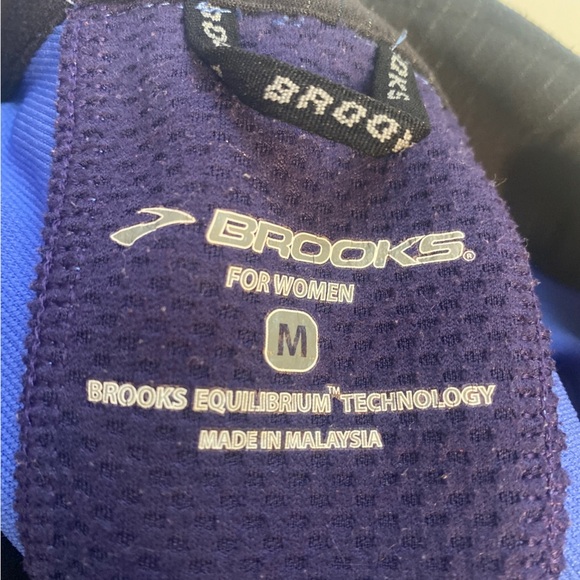 BROOKS
BROOKS®
FOR WOMEN
M
BROOKS EQUILIBRIUM™ TECHNOLOGY
MADE IN MALAYSIA